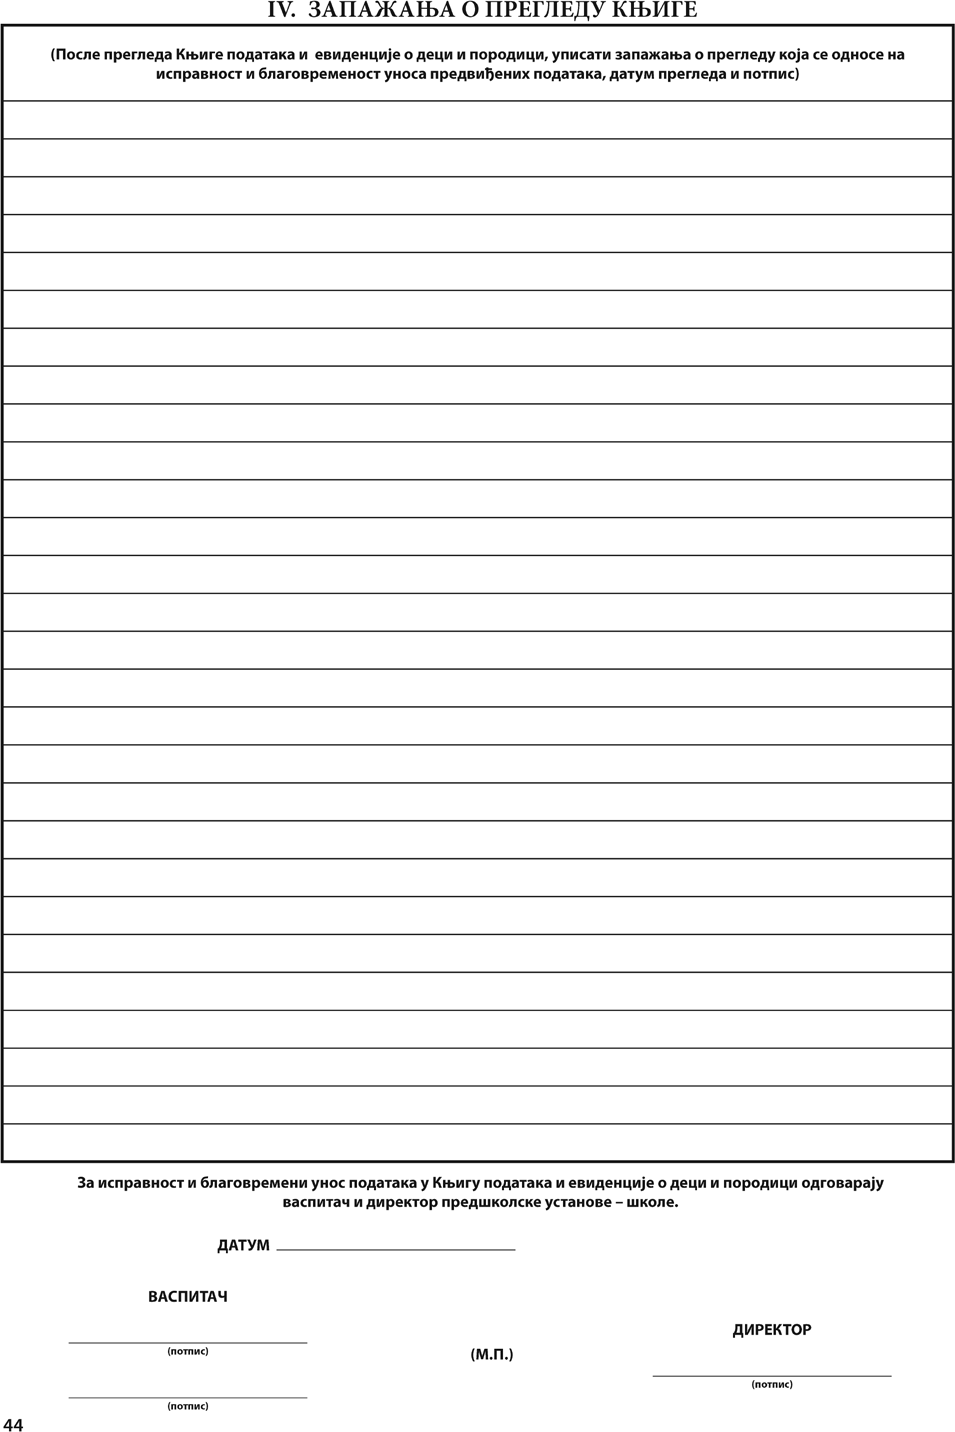 IV. ЗАПАЖАЊА О ПРЕГЛЕДУ КЊИГЕ
(После прегледа Књиге података и евиденције о деци и породици, уписати запажања о прегледу која се односе на
исправност и благовременост уноса предвиђених података, датум прегледа и потпис)
За исправност и благовремени унос података у Књигу података и евиденције о деци и породици одговарају
васпитач и директор предшколске установе – школе.
ДАТУМ
ВАСПИТАЧ
ДИРЕКТОР
(потпис)
(М.П.)
(потпис)
(потпис)
44